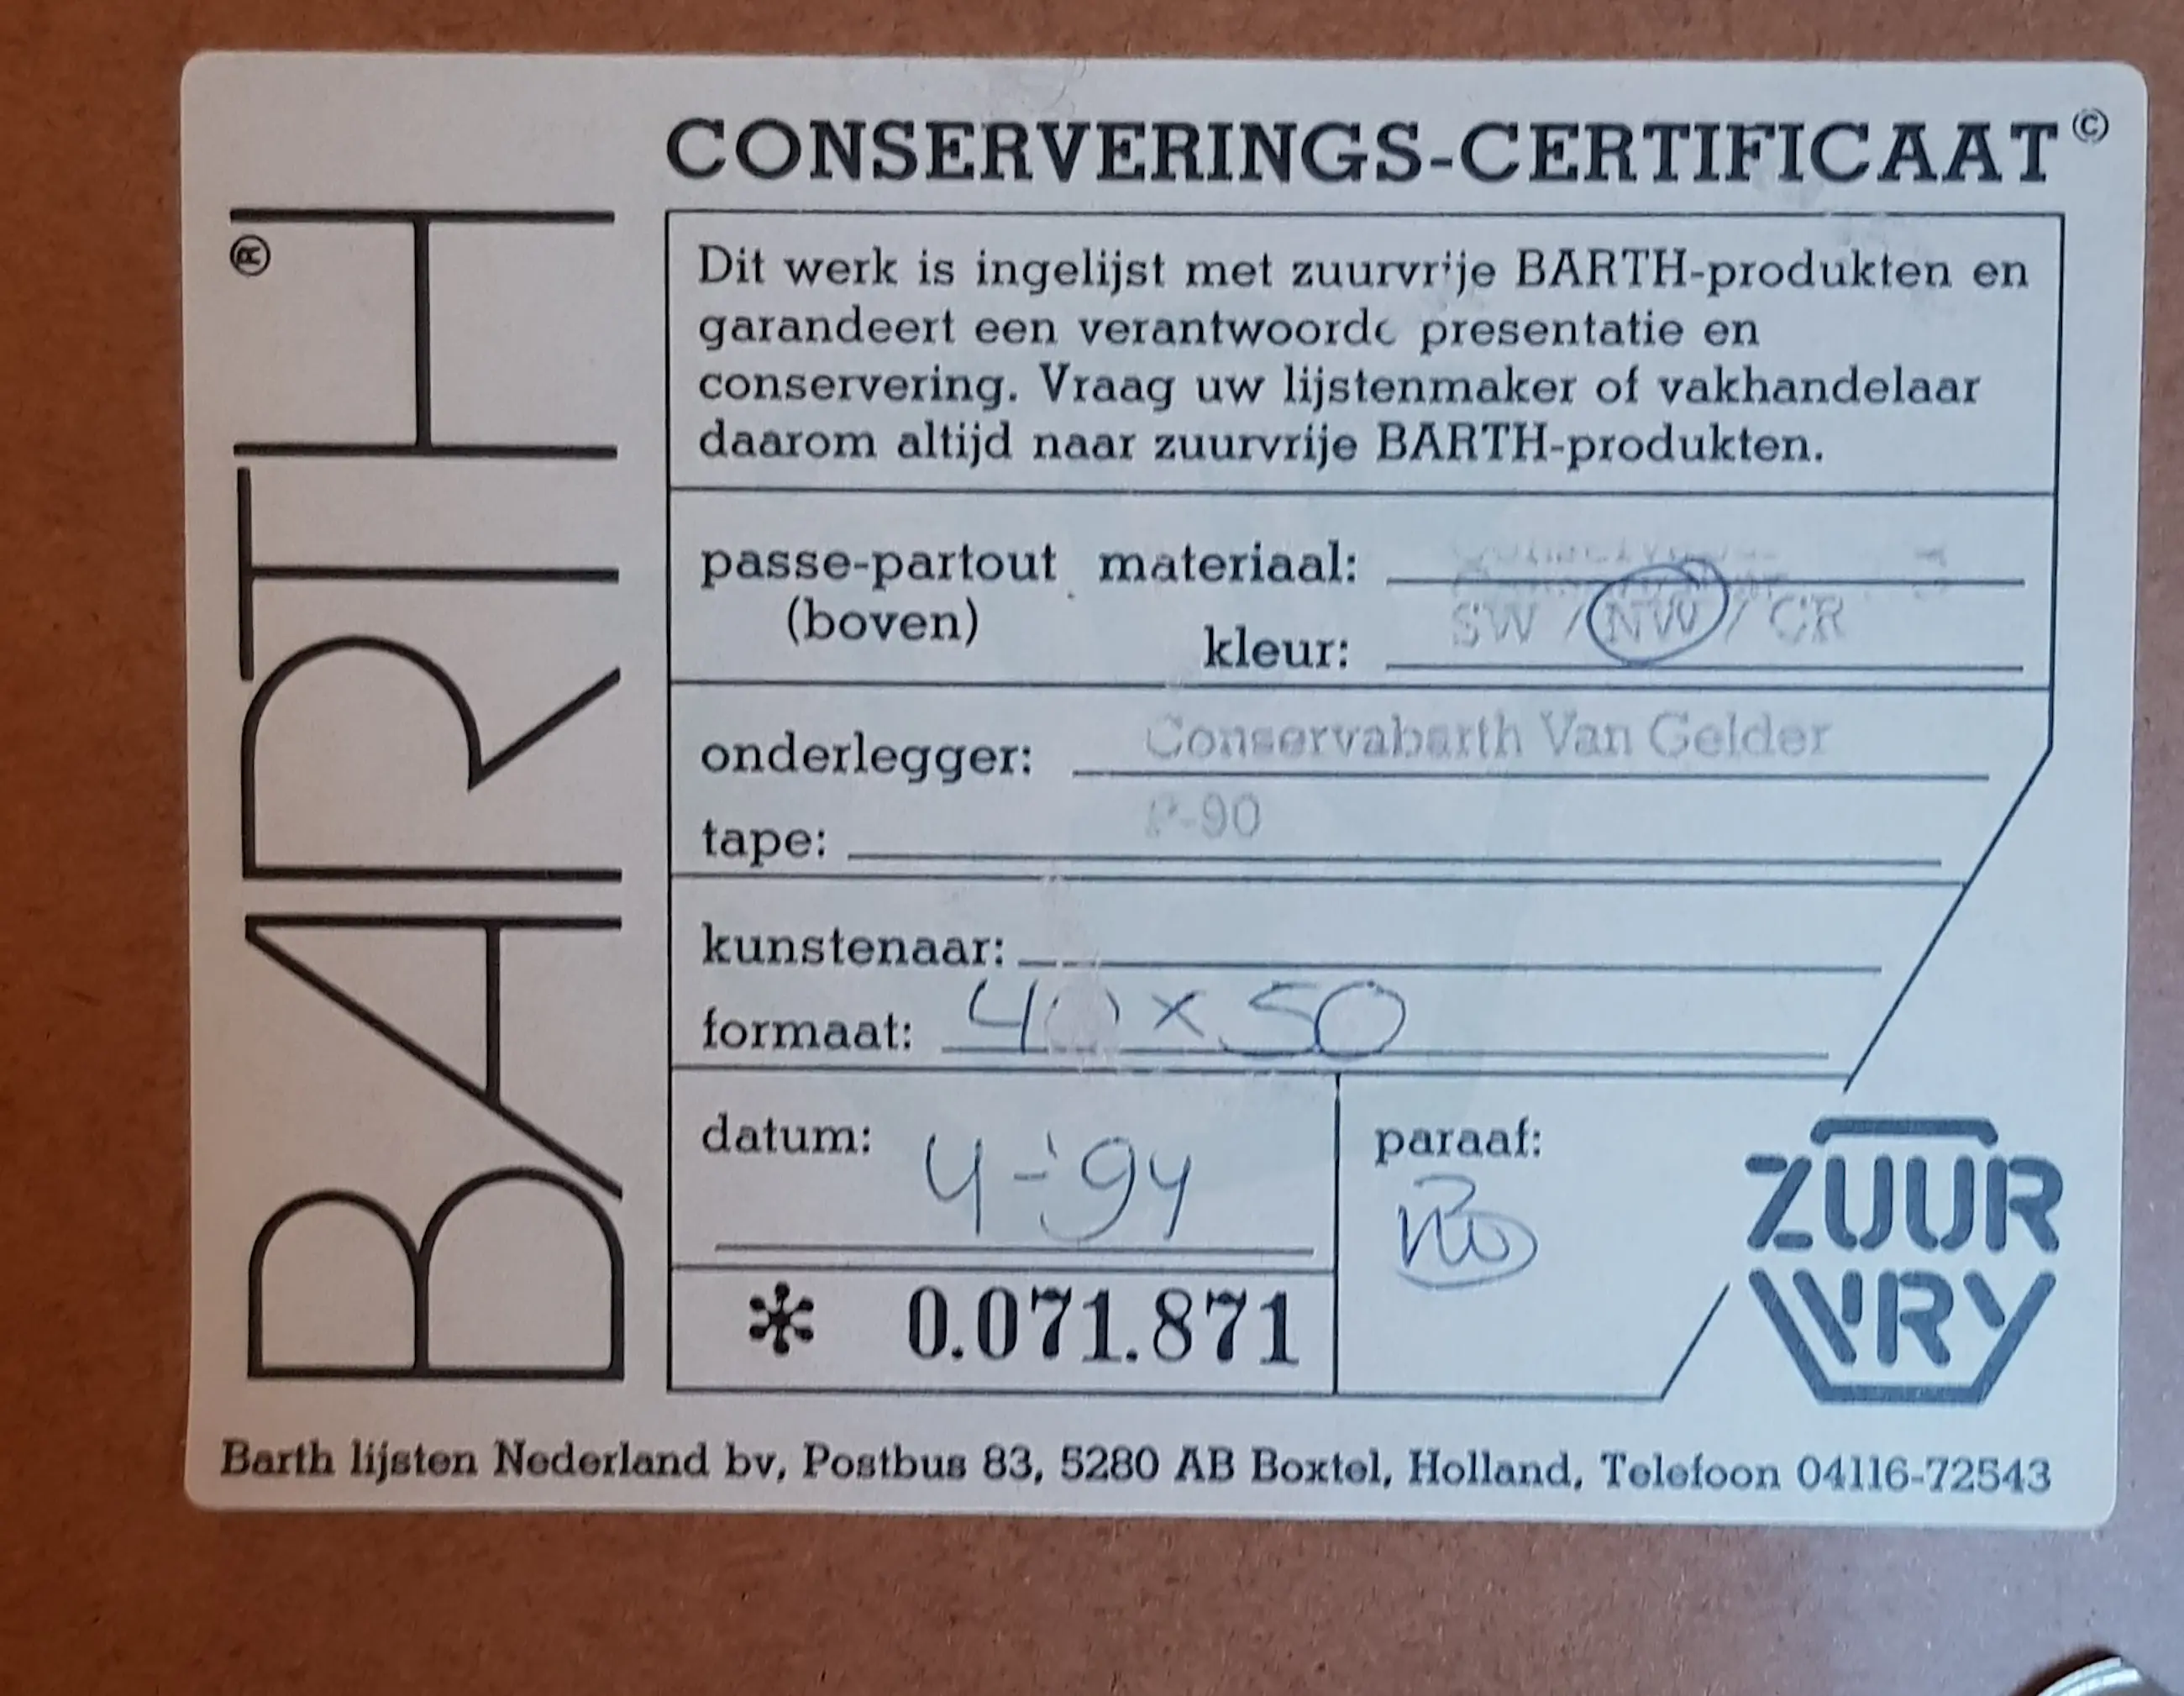 BARTH®
CONSERVERINGS-CERTIFICAAT©
Dit werk is ingelijst met zuurvrije BARTH-produkten en
garandeert een presentatie en
conservering. Vraag uw lijstenmaker of vakhandelaar
daarom altijd naar zuurvrije BARTH-produkten.
passe-partout materiaal:
(boven) kleur: SW / NW / CR
onderlegger: Conservabarth Van Gelder
tape: P-90
kunstenaar:
formaat: 40 x 50
datum: 4-'94
paraaf:
* 0.071.871
ZUUR
VRY
Barth lijsten Nederland bv, Postbus 83, 5280 AB Boxtel, Holland, Telefoon 04116-72543